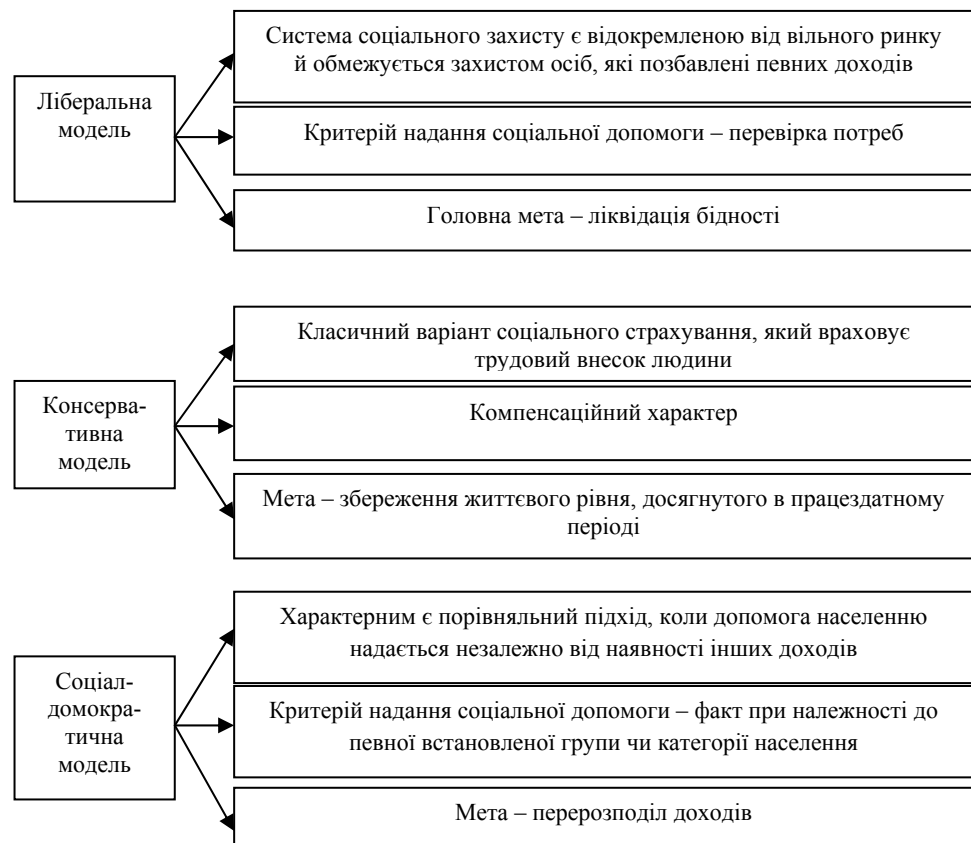 Ліберальна
модель
Система соціального захисту є відокремленою від вільного ринку
й обмежується захистом осіб, які позбавлені певних доходів
Критерій надання соціальної допомоги – перевірка потреб
Головна мета – ліквідація бідності
Консерва-
тивна
модель
Класичний варіант соціального страхування, який враховує
трудовий внесок людини
Компенсаційний характер
Мета – збереження життєвого рівня, досягнутого в працездатному
періоді
Соціал-
домокра-
тична
модель
Характерним є порівняльний підхід, коли допомога населенню
надається незалежно від наявності інших доходів
Критерій надання соціальної допомоги – факт при належності до
певної встановленої групи чи категорії населення
Мета – перерозподіл доходів